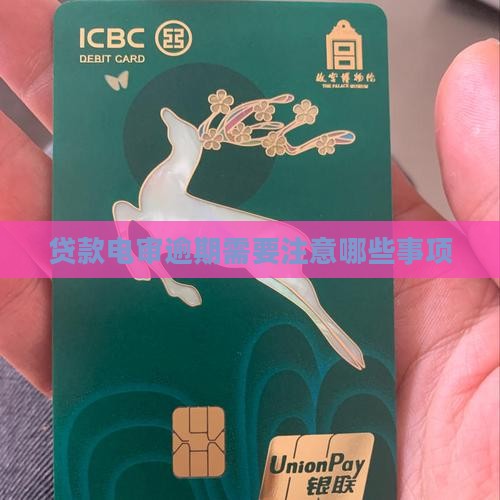 ICBC
DEBIT CARD
故宫博物院
THE PALACE MUSEUM
贷款电审逾期需要注意哪些事项
UnionPay
银联